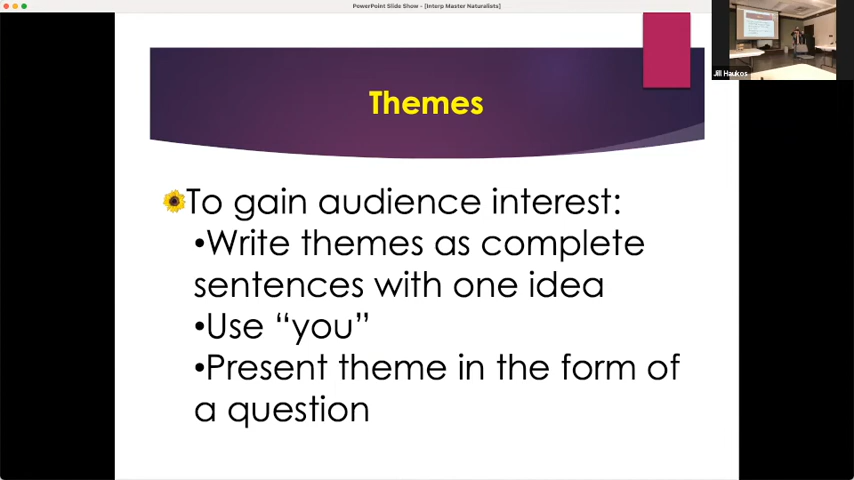 PowerPoint Slide Show - [Interp Master Naturalists]
Jill Haukos
Themes
To gain audience interest:
•Write themes as complete
sentences with one idea
•Use “you”
•Present theme in the form of
a question